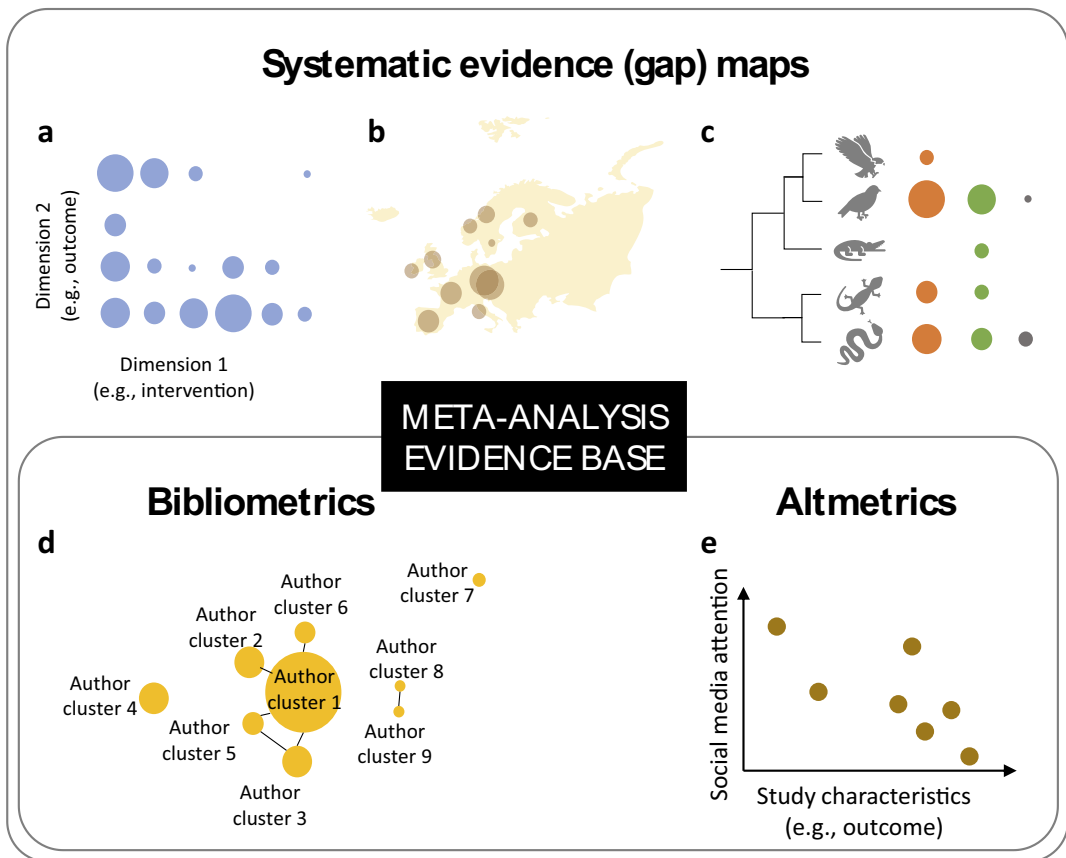 Systematic evidence (gap) maps
a
b
c
Dimension 2
(e.g., outcome)
Dimension 1
(e.g., intervention)
META-ANALYSIS
EVIDENCE BASE
Bibliometrics
Altmetrics
d
Author
cluster 7
Author
cluster 6
Author
cluster 2
Author
cluster 8
Author
cluster 1
Author
cluster 4
Author
cluster 5
Author
cluster 9
Author
cluster 3
e
Social media attention
Study characteristics
(e.g., outcome)